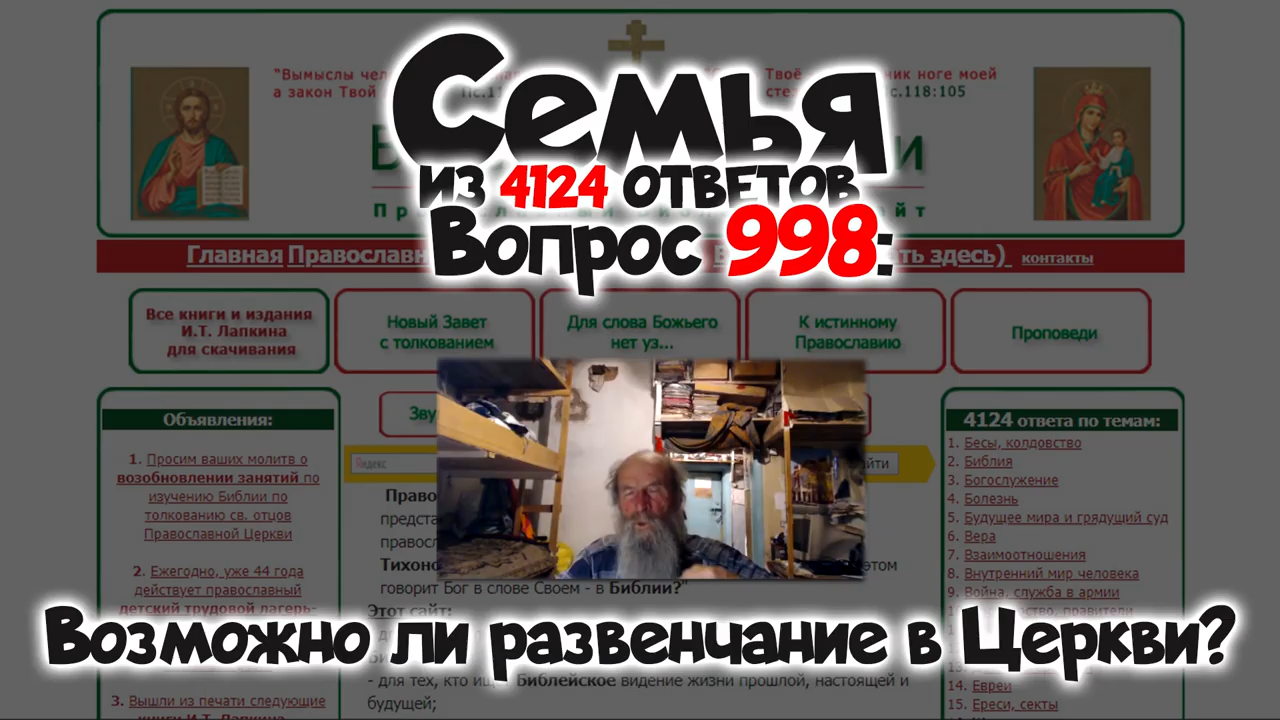 Семья
из 4124 ответов
Вопрос 998:
"Вымыслы
а закон Твой
Твоё
ник ноге моей
118:105
Главная
контакты
Все книги и издания
И.Т. Лапкина
для скачивания
Новый Завет
с толкованием
Для слова Божьего
нет уз...
К истинному
Православию
Проповеди
Объявления:
1. Просим ваших молитв о
возобновлении занятий по
изучению Библии по
толкованию св. отцов
Православной Церкви
2. Ежегодно, уже 44 года
действует православный
детский трудовой лагерь-
3. Вышли из печати следующие
книги И.Т. Лапкина
Яндекс
говорит Бог в слове Своем - в Библии?"
Этот сайт:
- для тех, кто
Библейское видение жизни прошлой, настоящей и
будущей;
4124 ответа по темам:
1. Бесы, колдовство
2. Библия
3. Богослужение
4. Болезнь
5. Будущее мира и грядущий суд
6. Вера
7. Взаимоотношения
8. Внутренний мир человека
9. Война, служба в армии
14. Евреи
15. Ереси, секты
Возможно ли развенчание в Церкви?